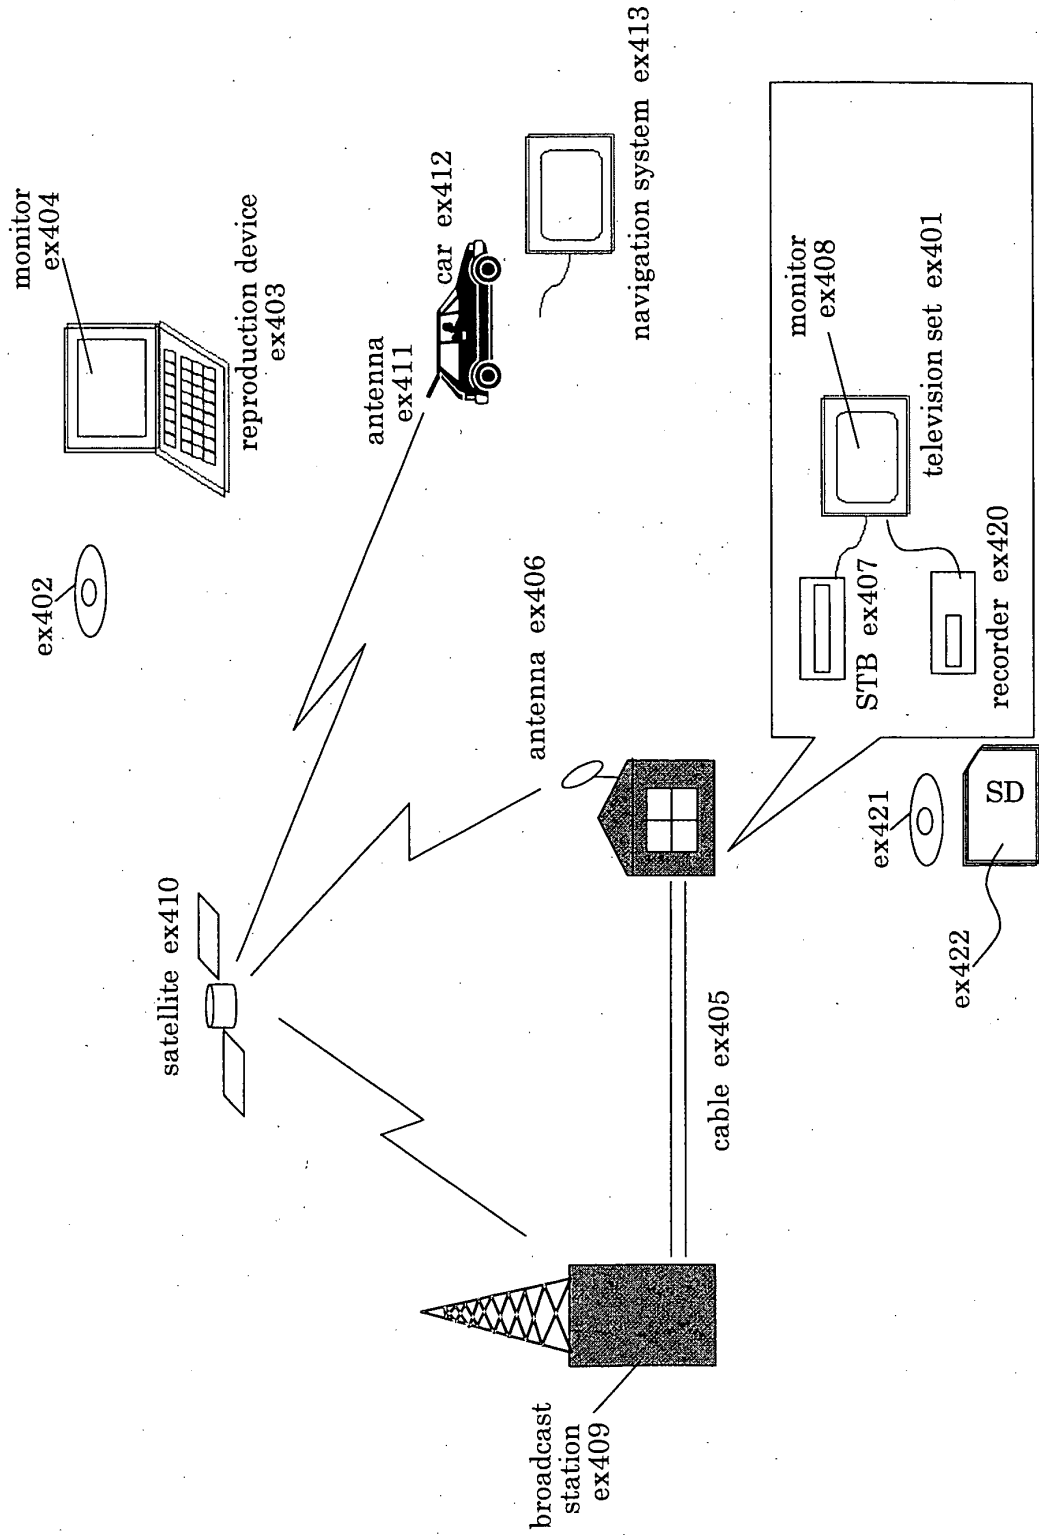 monitor
ex404
ex402
reproduction device
ex403
satellite ex410
antenna
ex411
car ex412
navigation system ex413
antenna ex406
broadcast
station
ex409
cable ex405
monitor
ex408
television set ex401
STB ex407
recorder ex420
ex421
SD
ex422